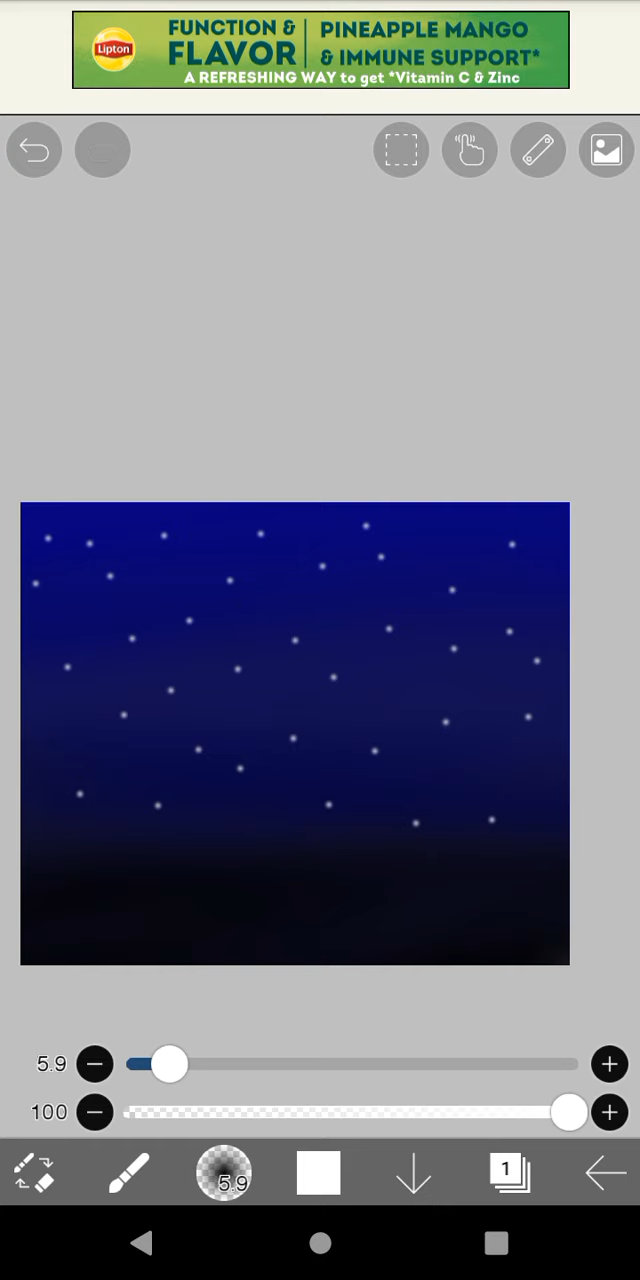 Lipton
FUNCTION &
FLAVOR
PINEAPPLE MANGO
& IMMUNE SUPPORT*
A REFRESHING WAY to get *Vitamin C & Zinc
5.9
100
5.9
1